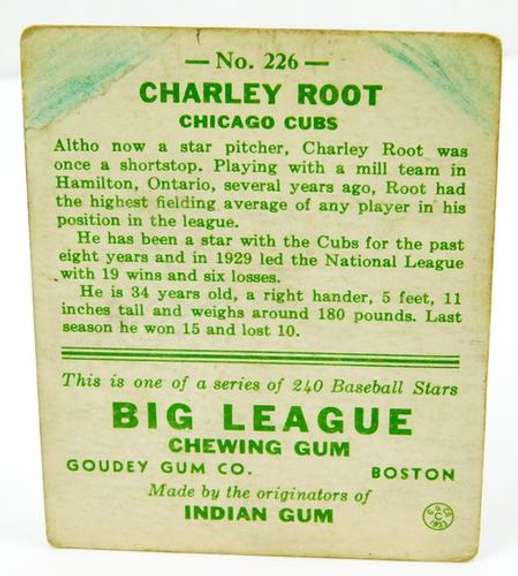 — No. 226 —
CHARLEY ROOT
CHICAGO CUBS
Altho now a star pitcher, Charley Root was
once a shortstop. Playing with a mill team in
Hamilton, Ontario, several years ago, Root had
the highest fielding average of any player in his
position in the league.
He has been a star with the Cubs for the past
eight years and in 1929 led the National League
with 19 wins and six losses.
He is 34 years old, a right hander, 5 feet, 11
inches tall and weighs around 180 pounds. Last
season he won 15 and lost 10.
This is one of a series of 240 Baseball Stars
BIG LEAGUE
CHEWING GUM
GOUDEY GUM CO. BOSTON
Made by the originators of
INDIAN GUM
G. G. CO.
C
1933